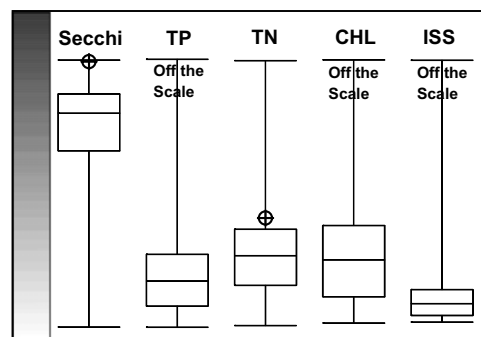 Secchi TP TN CHL ISS
Off the Off the Off the
Scale Scale Scale